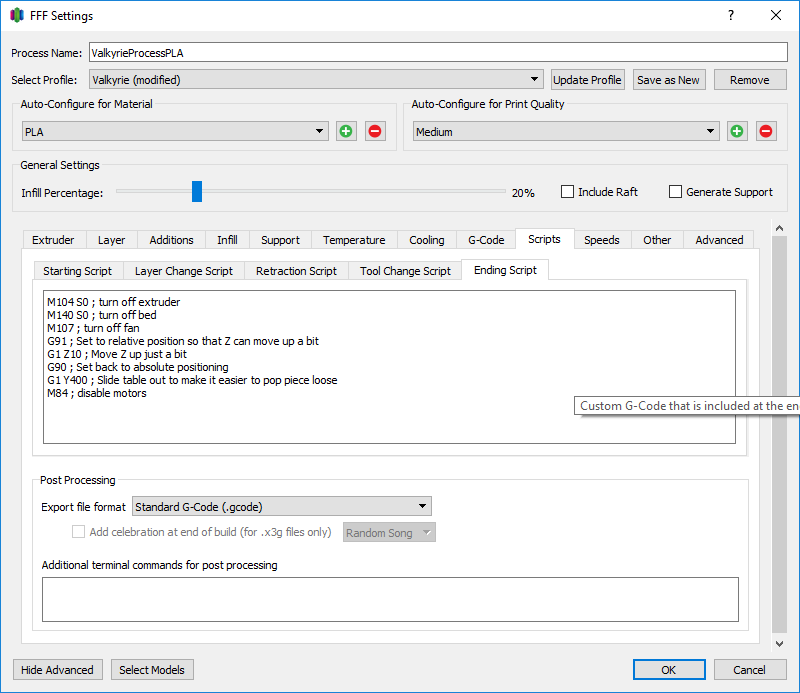 FFF Settings
?
Process Name: ValkyrieProcessPLA
Select Profile: Valkyrie (modified) Update Profile Save as New Remove
Auto-Configure for Material
PLA
Auto-Configure for Print Quality
Medium
General Settings
Infill Percentage: 20% Include Raft Generate Support
Extruder Layer Additions Infill Support Temperature Cooling G-Code Scripts Speeds Other Advanced
Starting Script Layer Change Script Retraction Script Tool Change Script Ending Script
M104 S0 ; turn off extruder
M140 S0 ; turn off bed
M107 ; turn off fan
G91 ; Set to relative position so that Z can move up a bit
G1 Z10 ; Move Z up just a bit
G90 ; Set back to absolute positioning
G1 Y400 ; Slide table out to make it easier to pop piece loose
M84 ; disable motors
Custom G-Code that is included at the en
Post Processing
Export file format Standard G-Code (.gcode)
Add celebration at end of build (for .x3g files only) Random Song
Additional terminal commands for post processing
Hide Advanced Select Models OK Cancel